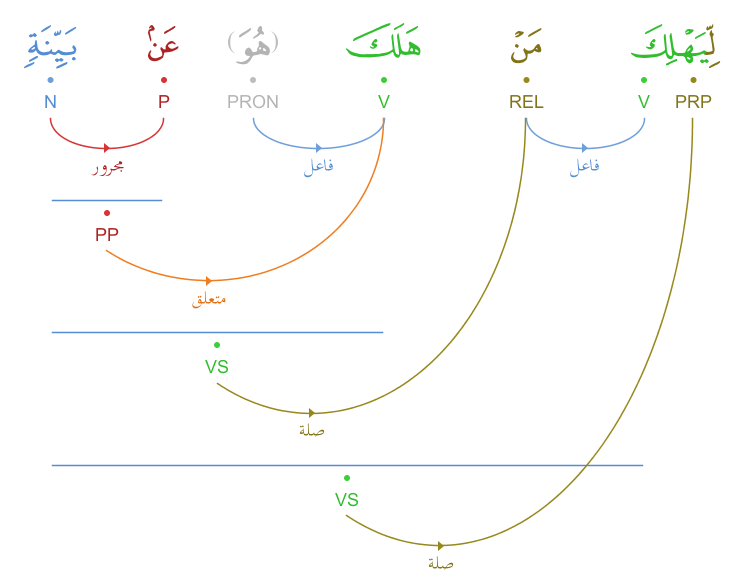 لِّيَهْلِكَ مَنْ هَلَكَ (هُوَ) عَنۢ بَيِّنَةٍ
PRP V REL V PRON P N
فاعل فاعل مجرور
PP
متعلق
VS
صلة
VS
صلة